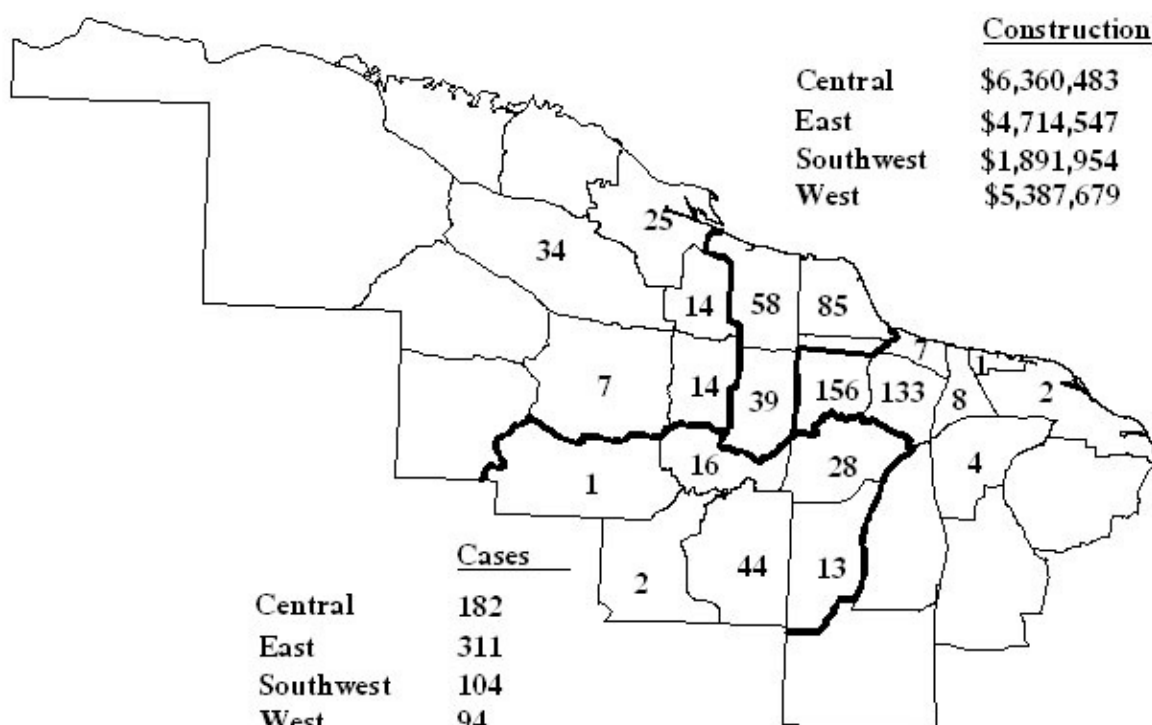 Construction
Central $6,360,483
East $4,714,547
Southwest $1,891,954
West $5,387,679
25
34
14 58 85
7
7 14 39 156 133 8 1 2
16 28 4
1
2 44 13
Cases
Central 182
East 311
Southwest 104
West 94